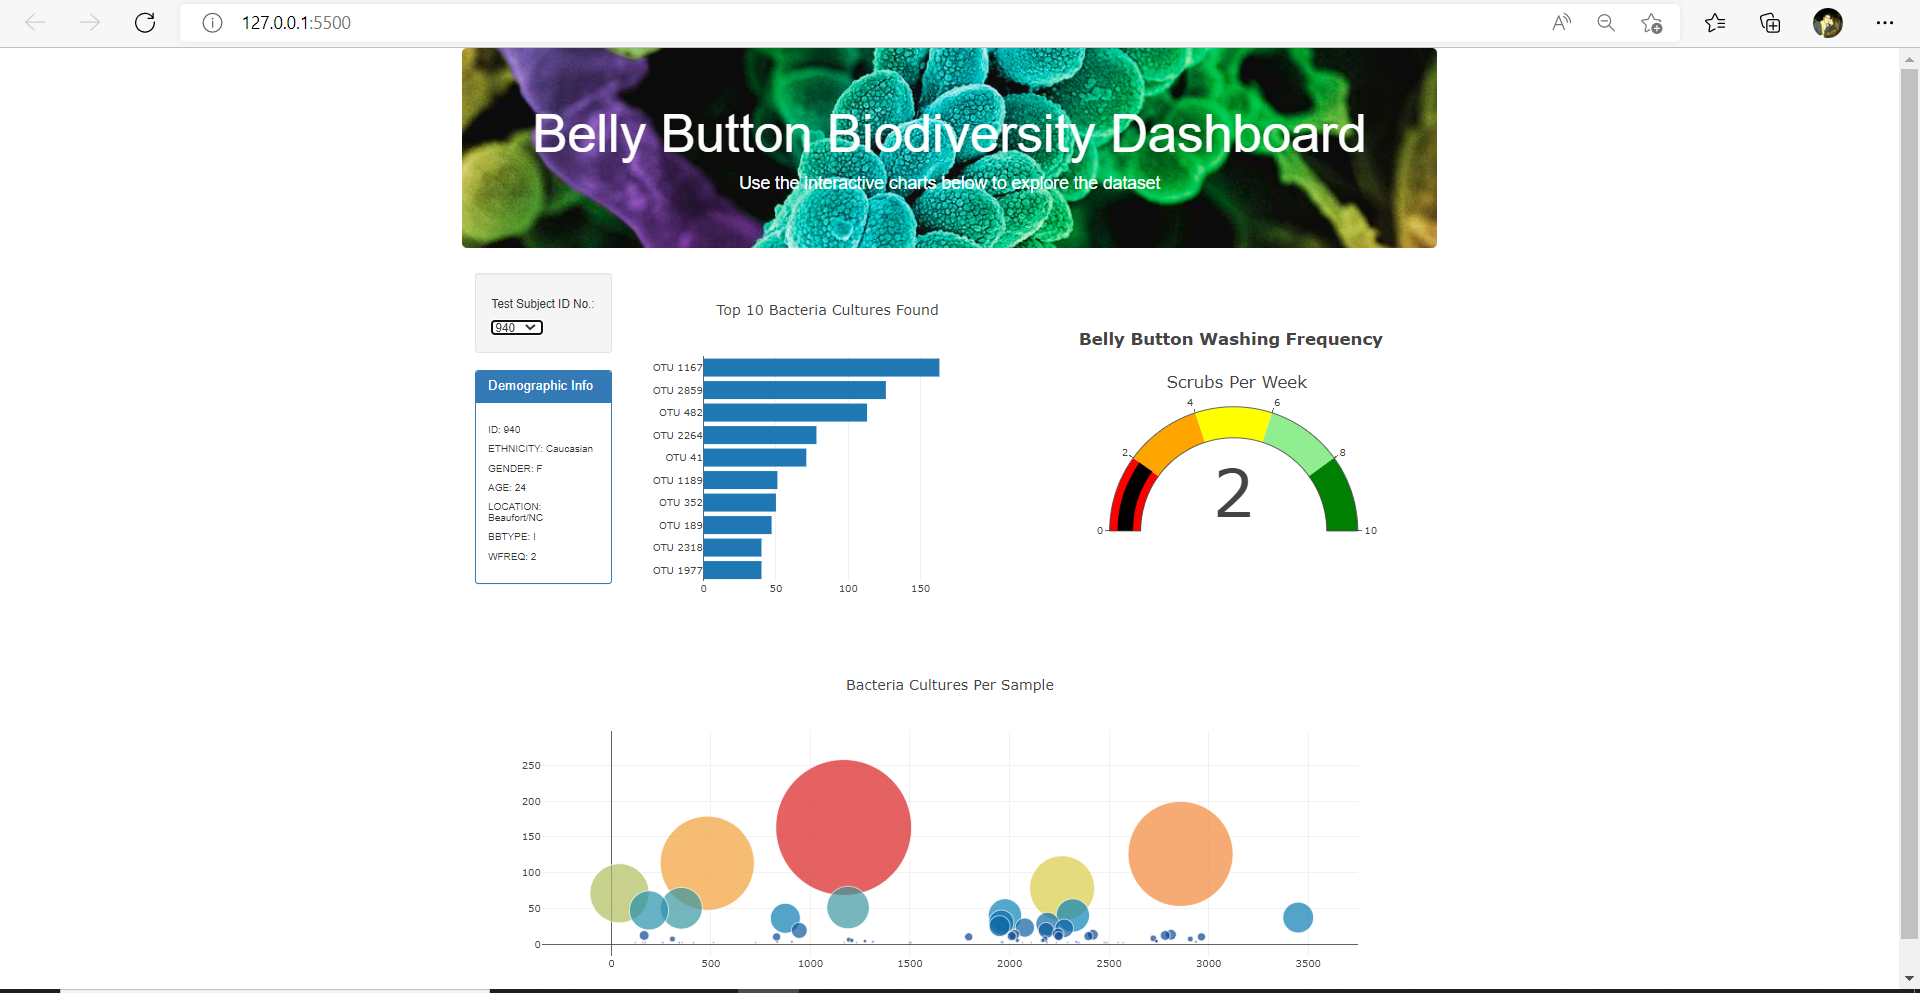 127.0.0.1:5500
Belly Button Biodiversity Dashboard
Use the interactive charts below to explore the dataset
Test Subject ID No.:
940
Demographic Info
ID: 940
ETHNICITY: Caucasian
GENDER: F
AGE: 24
LOCATION:
Beaufort/NC
BBTYPE: I
WFREQ: 2
Top 10 Bacteria Cultures Found
OTU 1167
OTU 2859
OTU 482
OTU 2264
OTU 41
OTU 1189
OTU 352
OTU 189
OTU 2318
OTU 1977
0 50 100 150
Belly Button Washing Frequency
Scrubs Per Week
4 6
2 8
2
0 10
Bacteria Cultures Per Sample
250
200
150
100
50
0
0 500 1000 1500 2000 2500 3000 3500